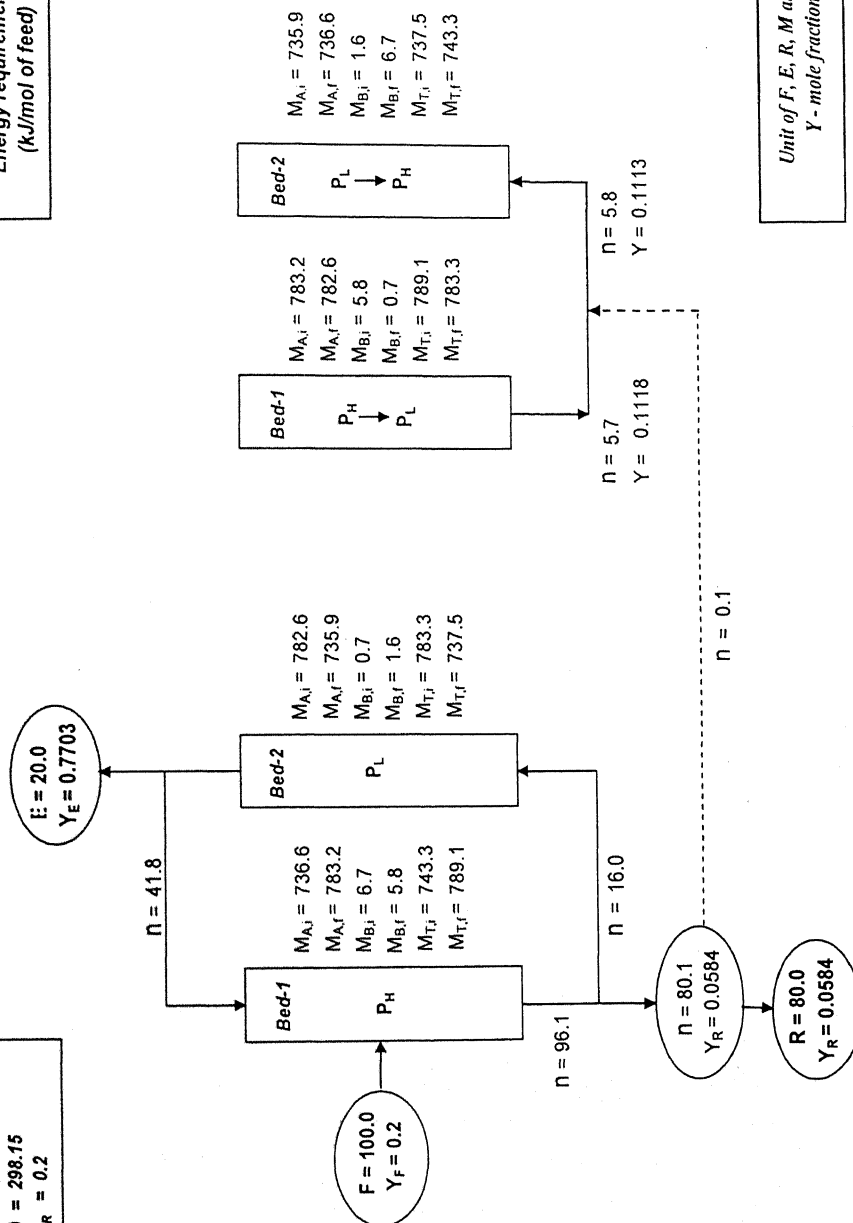 ) = 298.15
R = 0.2
Energy requiremen
(kJ/mol of feed)
E = 20.0
Y_E = 0.7703
n = 41.8
F = 100.0
Y_F = 0.2
Bed-1
P_H
M_A,i = 736.6
M_A,f = 783.2
M_B,i = 6.7
M_B,f = 5.8
M_T,i = 743.3
M_T,f = 789.1
Bed-2
P_L
M_A,i = 782.6
M_A,f = 735.9
M_B,i = 0.7
M_B,f = 1.6
M_T,i = 783.3
M_T,f = 737.5
n = 96.1
n = 16.0
n = 80.1
Y_R = 0.0584
R = 80.0
Y_R = 0.0584
n = 0.1
Bed-1
P_H
P_L
M_A,i = 783.2
M_A,f = 782.6
M_B,i = 5.8
M_B,f = 0.7
M_T,i = 789.1
M_T,f = 783.3
Bed-2
P_L
P_H
M_A,i = 735.9
M_A,f = 736.6
M_B,i = 1.6
M_B,f = 6.7
M_T,i = 737.5
M_T,f = 743.3
n = 5.7
Y = 0.1118
n = 5.8
Y = 0.1113
Unit of F, E, R, M a
Y - mole fraction